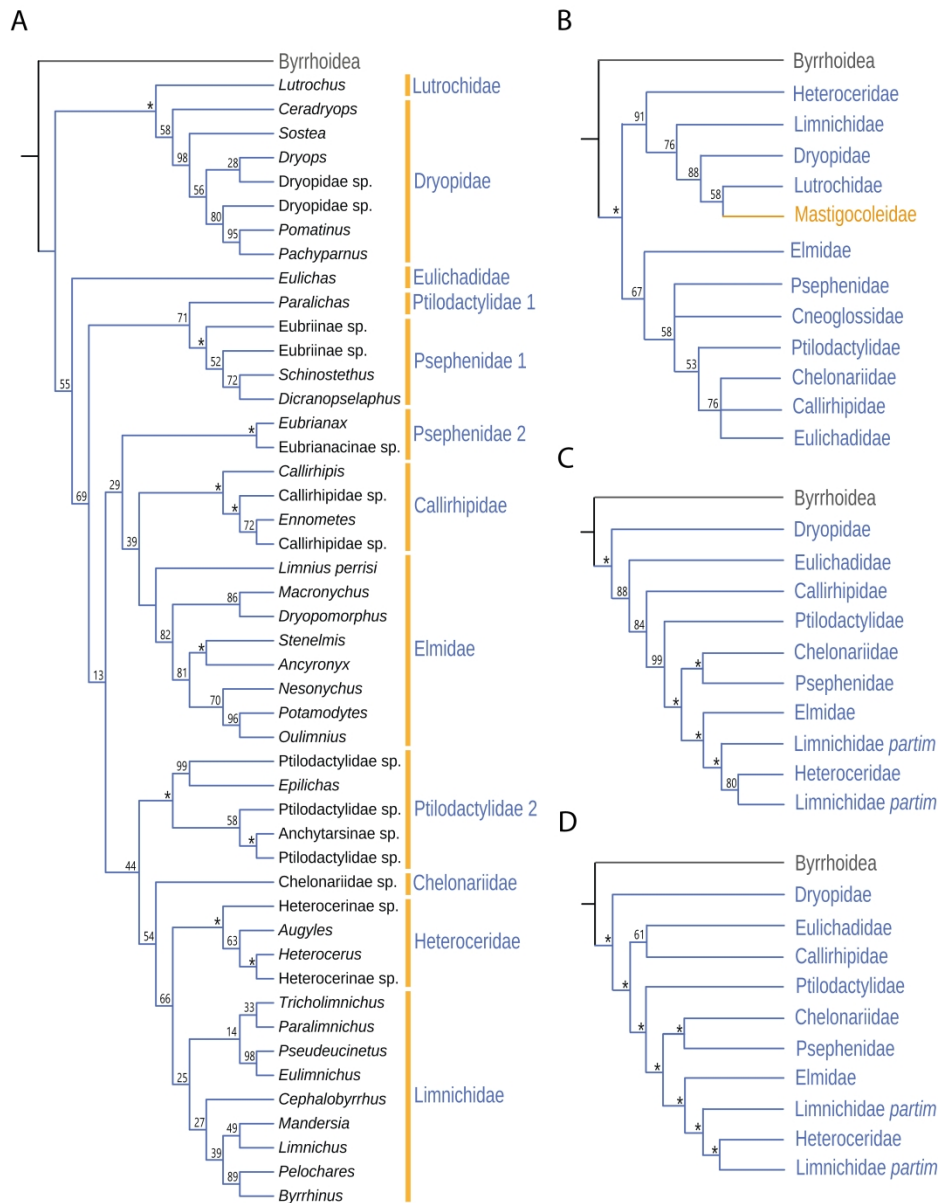 A
Byrrhoidea
Lutrochus
Lutrochidae
*
Ceradryops
58
Sostea
98
Dryops
28
Dryopidae sp.
Dryopidae
56
Dryopidae sp.
80
Pomatinus
95
Pachyparnus
Eulichas
Eulichadidae
Paralichas
Ptilodactylidae 1
71
Eubriinae sp.
*
Eubriinae sp.
52
Psephenidae 1
Schinostethus
72
55
Dicranopselaphus
Eubrianax
*
Psephenidae 2
Eubrianacinae sp.
Callirhipis
*
29
Callirhipidae sp.
Callirhipidae
*
69
Ennometes
72
39
Callirhipidae sp.
Limnius perrisi
Macronychus
86
Dryopomorphus
82
Stenelmis
*
Elmidae
Ancyronyx
81
13
Nesonychus
70
Potamodytes
96
Oulimnius
Ptilodactylidae sp.
99
Epilichas
*
Ptilodactylidae sp.
Ptilodactylidae 2
58
Anchytarsinae sp.
*
Ptilodactylidae sp.
44
Chelonariidae sp.
Chelonariidae
Heterocerinae sp.
*
Augyles
54
63
Heteroceridae
Heterocerus
*
Heterocerinae sp.
66
Tricholimnichus
33
Paralimnichus
14
Pseudeucinetus
98
25
Eulimnichus
Limnichidae
Cephalobyrrhus
27
Mandersia
49
Limnichus
39
Pelochares
89
Byrrhinus
B
Byrrhoidea
Heteroceridae
91
Limnichidae
76
Dryopidae
88
Lutrochidae
58
*
Mastigocoleidae
Elmidae
67
Psephenidae
Cneoglossidae
58
Ptilodactylidae
53
Chelonariidae
76
Callirhipidae
Eulichadidae
C
Byrrhoidea
Dryopidae
*
Eulichadidae
88
Callirhipidae
84
Ptilodactylidae
99
Chelonariidae
*
Psephenidae
*
Elmidae
*
Limnichidae partim
*
Heteroceridae
80
Limnichidae partim
D
Byrrhoidea
Dryopidae
*
Eulichadidae
61
Callirhipidae
*
Ptilodactylidae
*
Chelonariidae
*
Psephenidae
*
Elmidae
*
Limnichidae partim
*
Heteroceridae
*
Limnichidae partim